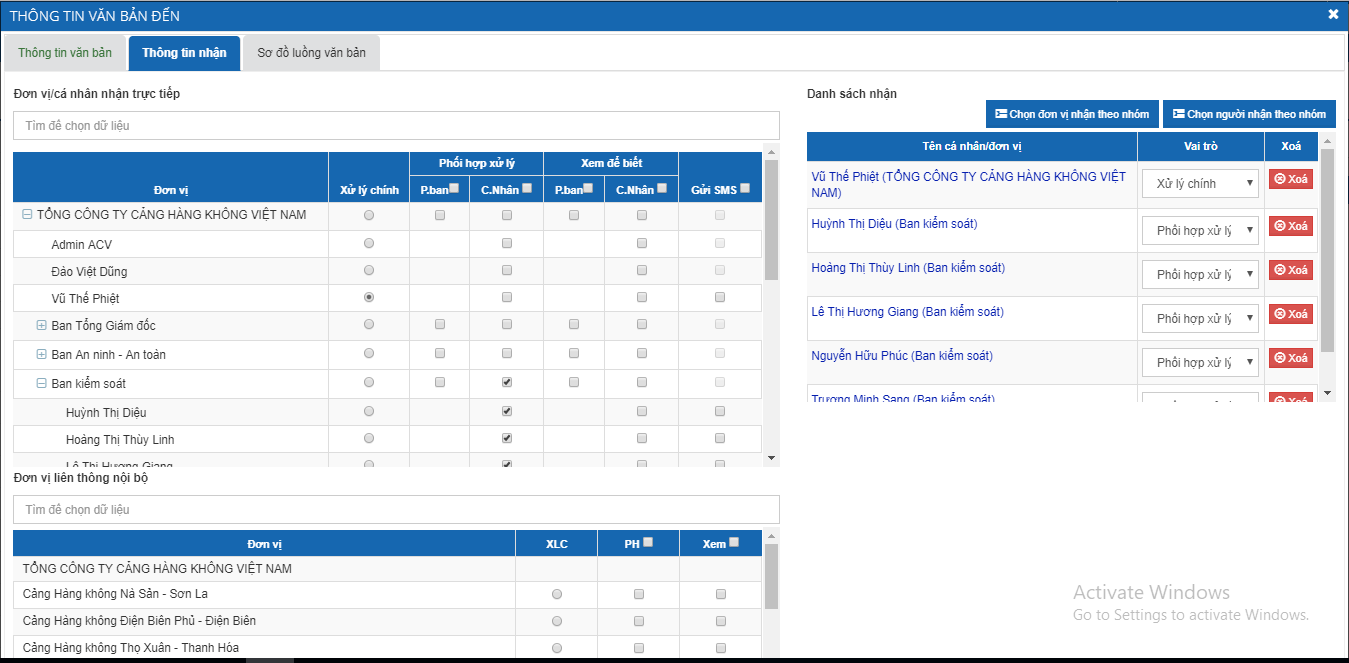 THÔNG TIN VĂN BẢN ĐẾN
Thông tin văn bản
Thông tin nhận
Sơ đồ luồng văn bản
Đơn vị/cá nhân nhận trực tiếp
Tìm để chọn dữ liệu
Đơn vị
Xử lý chính
Phối hợp xử lý
Xem để biết
Gửi SMS
P.ban
C.Nhân
P.ban
C.Nhân
TỔNG CÔNG TY CẢNG HÀNG KHÔNG VIỆT NAM
Admin ACV
Đào Việt Dũng
Vũ Thế Phiệt
Ban Tổng Giám đốc
Ban An ninh - An toàn
Ban kiểm soát
Huỳnh Thị Diệu
Hoàng Thị Thùy Linh
Lê Thị Hương Giang
Đơn vị liên thông nội bộ
Tìm để chọn dữ liệu
Đơn vị
XLC
PH
Xem
TỔNG CÔNG TY CẢNG HÀNG KHÔNG VIỆT NAM
Cảng Hàng không Nà Sản - Sơn La
Cảng Hàng không Điện Biên Phủ - Điện Biên
Cảng Hàng không Thọ Xuân - Thanh Hóa
Danh sách nhận
Chọn đơn vị nhận theo nhóm
Chọn người nhận theo nhóm
Tên cá nhân/đơn vị
Vai trò
Xoá
Vũ Thế Phiệt (TỔNG CÔNG TY CẢNG HÀNG KHÔNG VIỆT
NAM)
Xử lý chính
Xoá
Huỳnh Thị Diệu (Ban kiểm soát)
Phối hợp xử lý
Xoá
Hoàng Thị Thùy Linh (Ban kiểm soát)
Phối hợp xử lý
Xoá
Lê Thị Hương Giang (Ban kiểm soát)
Phối hợp xử lý
Xoá
Nguyễn Hữu Phúc (Ban kiểm soát)
Phối hợp xử lý
Xoá
Trương Minh Sang (Ban kiểm soát)
Xoá
Activate Windows
Go to Settings to activate Windows.